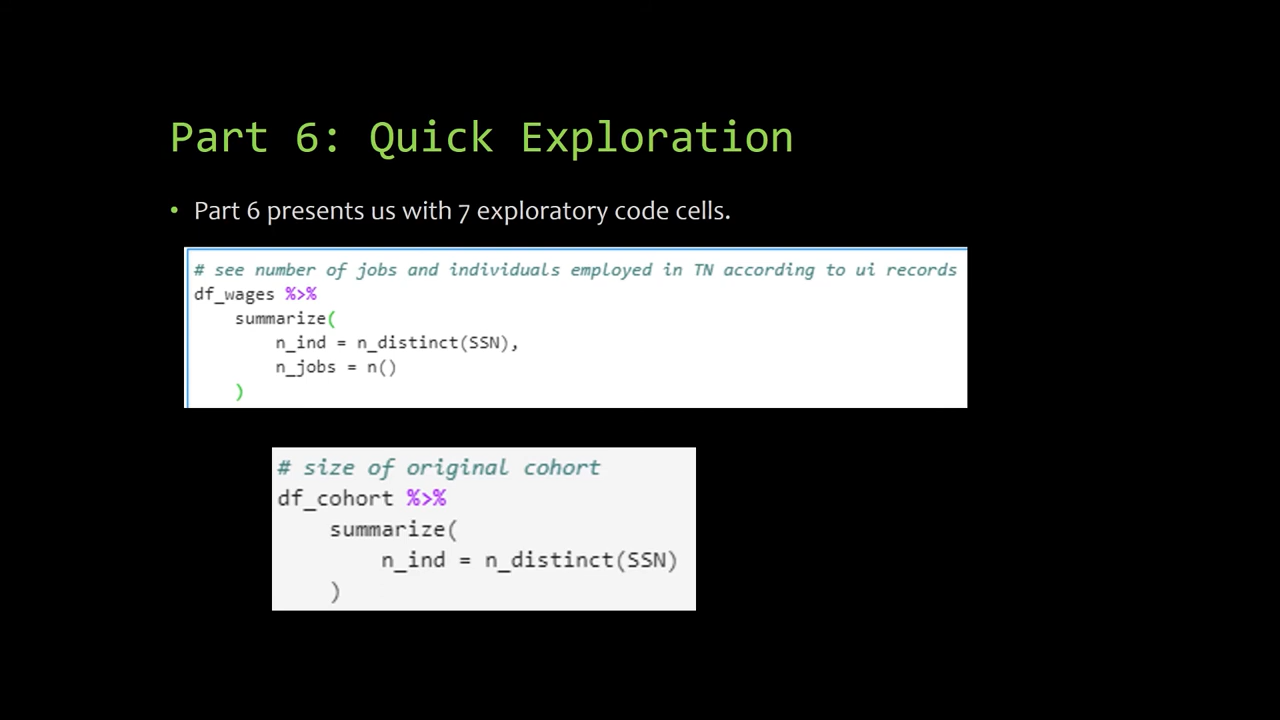 Part 6: Quick Exploration
• Part 6 presents us with 7 exploratory code cells.
# see number of jobs and individuals employed in TN according to ui records
df_wages %>%
    summarize(
        n_ind = n_distinct(SSN),
        n_jobs = n()
    )
# size of original cohort
df_cohort %>%
    summarize(
        n_ind = n_distinct(SSN)
    )